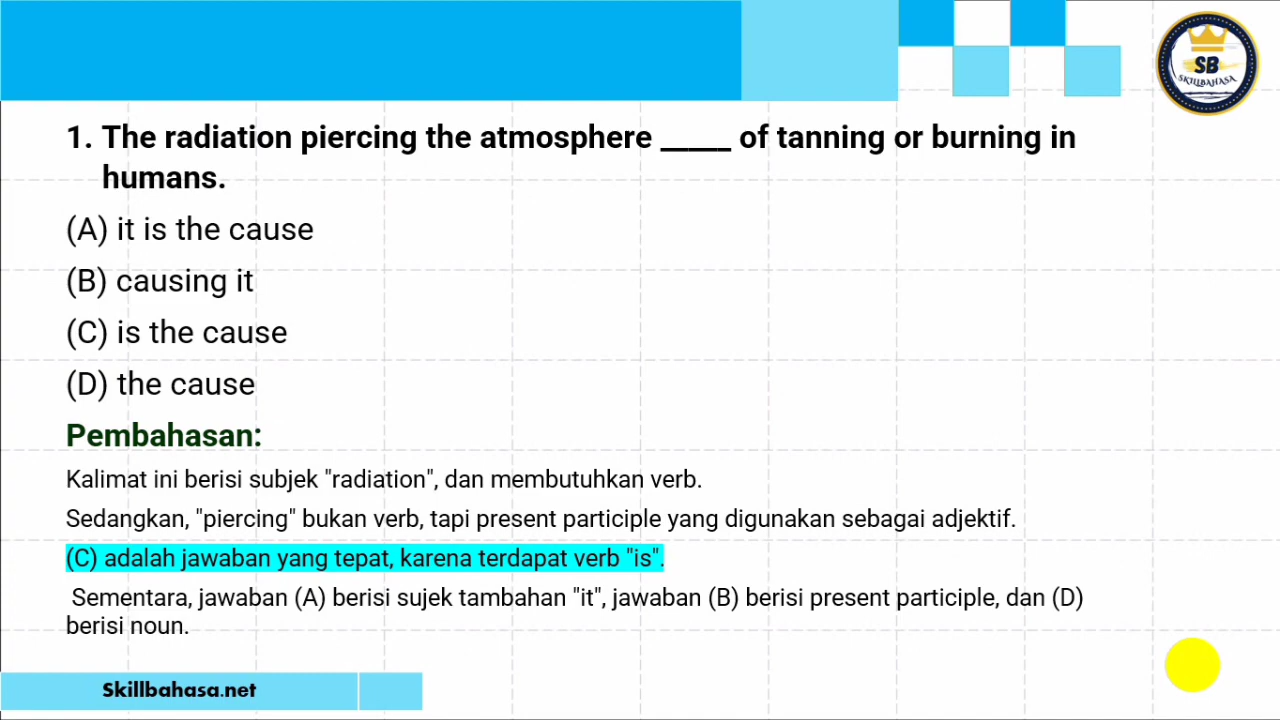 SB
SKILLBAHASA
1. The radiation piercing the atmosphere _____ of tanning or burning in
humans.
(A) it is the cause
(B) causing it
(C) is the cause
(D) the cause
Pembahasan:
Kalimat ini berisi subjek "radiation", dan membutuhkan verb.
Sedangkan, "piercing" bukan verb, tapi present participle yang digunakan sebagai adjektif.
(C) adalah jawaban yang tepat, karena terdapat verb "is".
Sementara, jawaban (A) berisi sujek tambahan "it", jawaban (B) berisi present participle, dan (D)
berisi noun.
Skillbahasa.net